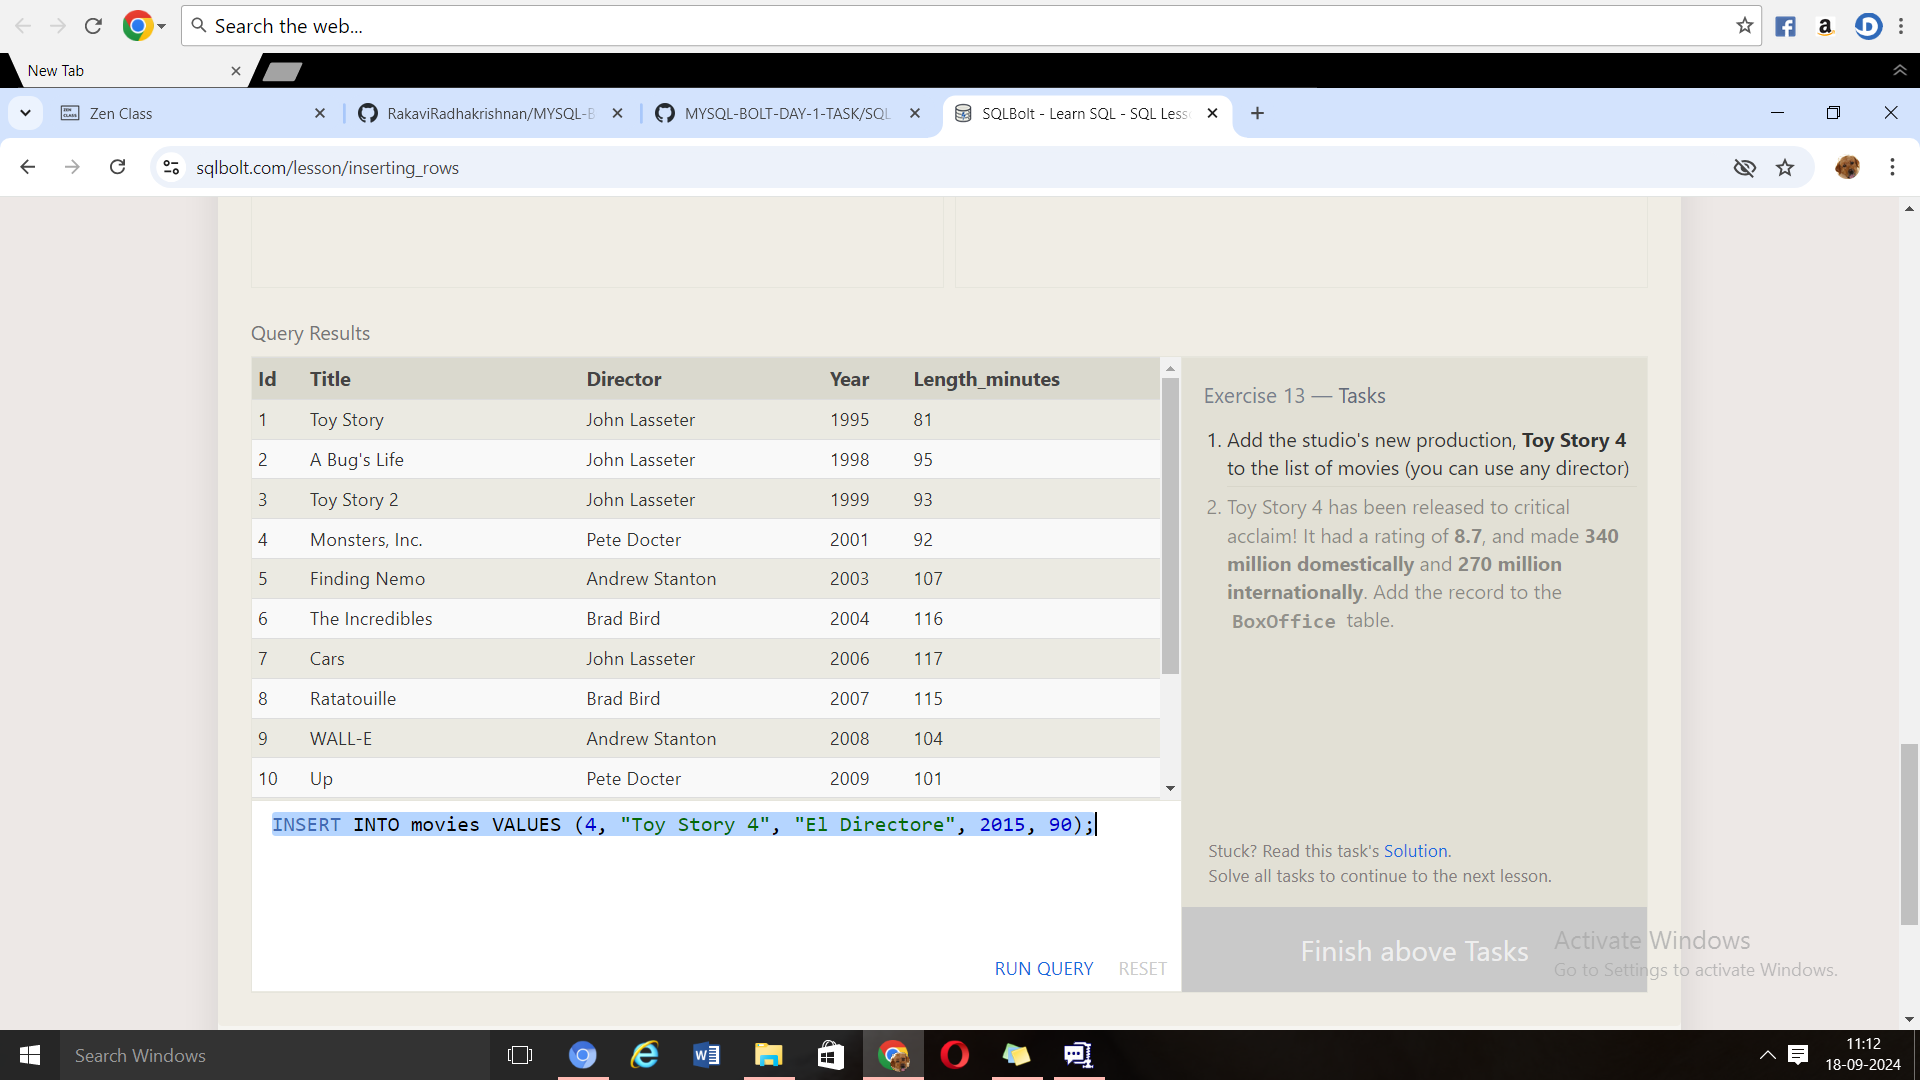 Search the web...
New Tab
Zen Class
RakaviRadhakrishnan/MYSQL-B
MYSQL-BOLT-DAY-1-TASK/SQL
SQLBolt - Learn SQL - SQL Less
sqlbolt.com/lesson/inserting_rows
Query Results
Id Title Director Year Length_minutes
1 Toy Story John Lasseter 1995 81
2 A Bug's Life John Lasseter 1998 95
3 Toy Story 2 John Lasseter 1999 93
4 Monsters, Inc. Pete Docter 2001 92
5 Finding Nemo Andrew Stanton 2003 107
6 The Incredibles Brad Bird 2004 116
7 Cars John Lasseter 2006 117
8 Ratatouille Brad Bird 2007 115
9 WALL-E Andrew Stanton 2008 104
10 Up Pete Docter 2009 101
INSERT INTO movies VALUES (4, "Toy Story 4", "El Directore", 2015, 90);
RUN QUERY RESET
Exercise 13 — Tasks
1. Add the studio's new production, Toy Story 4
to the list of movies (you can use any director)
2. Toy Story 4 has been released to critical
acclaim! It had a rating of 8.7, and made 340
million domestically and 270 million
internationally. Add the record to the
BoxOffice table.
Stuck? Read this task's Solution.
Solve all tasks to continue to the next lesson.
Finish above Tasks
Activate Windows
Go to Settings to activate Windows.
Search Windows
11:12
18-09-2024